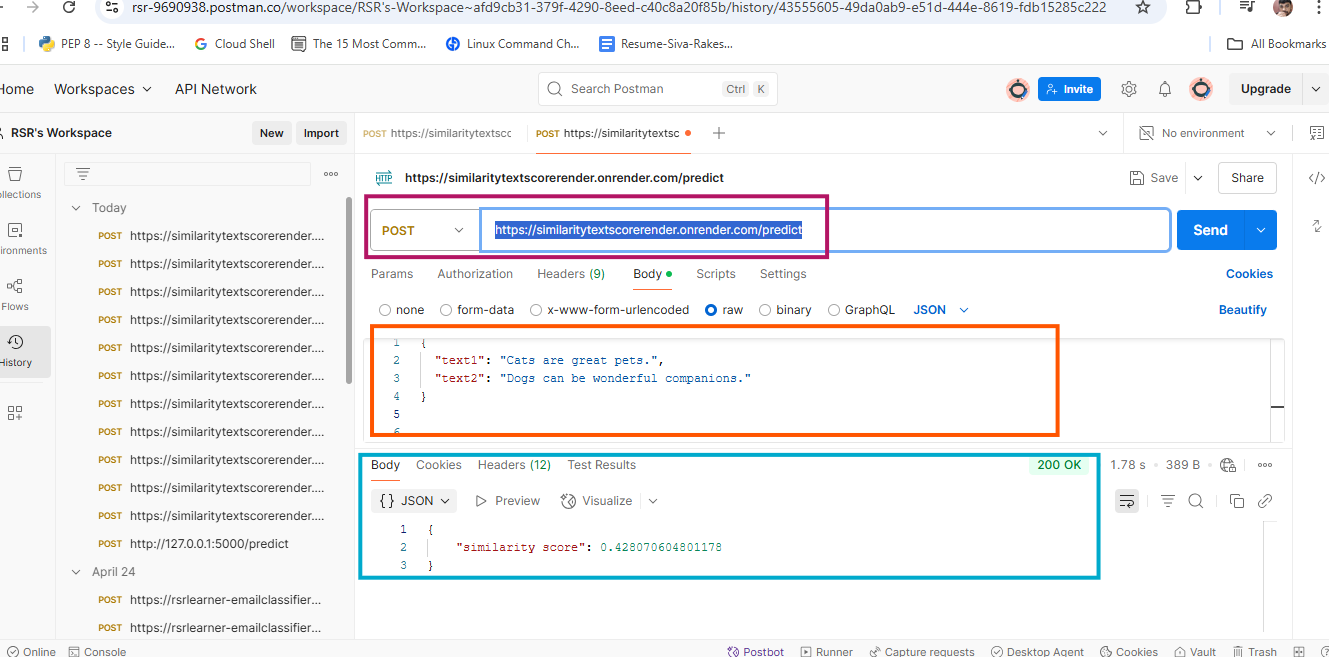 rsr-9690938.postman.co/workspace/RSR's-Workspace~afd9cb31-379f-4290-8eed-c40c8a20f85b/history/43555605-49da0ab9-e51d-444e-8619-fdb15285c222
PEP 8 -- Style Guide... Cloud Shell The 15 Most Comm... Linux Command Ch... Resume-Siva-Rakes... All Bookmarks
Home Workspaces API Network Search Postman Ctrl K Invite Upgrade
RSR's Workspace New Import POST https://similaritytextscc POST https://similaritytextsc No environment
https://similaritytextscorerender.onrender.com/predict Save Share
Today
POST https://similaritytextscorerender....
POST https://similaritytextscorerender....
POST https://similaritytextscorerender....
POST https://similaritytextscorerender....
POST https://similaritytextscorerender....
POST https://similaritytextscorerender....
POST https://similaritytextscorerender....
POST https://similaritytextscorerender....
POST https://similaritytextscorerender....
POST https://similaritytextscorerender....
POST https://similaritytextscorerender....
POST http://127.0.0.1:5000/predict
April 24
POST https://rsrlearner-emailclassifier...
POST https://rsrlearner-emailclassifier...
llections
ironments
Flows
History
HTTP
POST https://similaritytextscorerender.onrender.com/predict Send
Params Authorization Headers (9) Body Scripts Settings Cookies
none form-data x-www-form-urlencoded raw binary GraphQL JSON Beautify
1 {
2 "text1": "Cats are great pets.",
3 "text2": "Dogs can be wonderful companions."
4 }
5
6
Body Cookies Headers (12) Test Results 200 OK 1.78 s 389 B
{} JSON Preview Visualize
1 {
2 "similarity score": 0.428070604801178
3 }
Online Console Postbot Runner Capture requests Desktop Agent Cookies Vault Trash